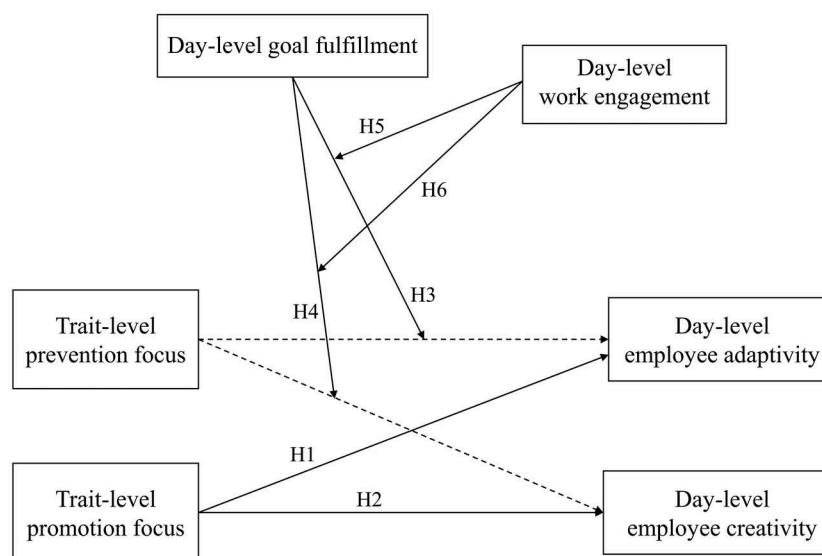 Day-level goal fulfillment
Day-level
work engagement
H5
H6
H3
H4
Trait-level
prevention focus
Day-level
employee adaptivity
H1
H2
Trait-level
promotion focus
Day-level
employee creativity